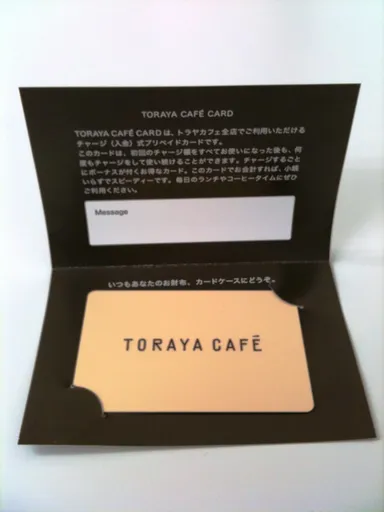 TORAYA CAFÉ CARD
TORAYA CAFÉ CARDは、トラヤカフェ全店でご利用いただける
チャージ（入金）式プリペイドカードです。
このカードは、初回のチャージ額をすべてお使いになった後も、何
度もチャージをして使い続けることができます。チャージするごと
にボーナスが付くお得なカード。このカードでお会計すれば、小銭
いらずでスピーディーです。毎日のランチやコーヒータイムにぜひ
ご利用ください。
Message
いつもあなたのお財布、カードケースにどうぞ。
TORAYA CAFÉ